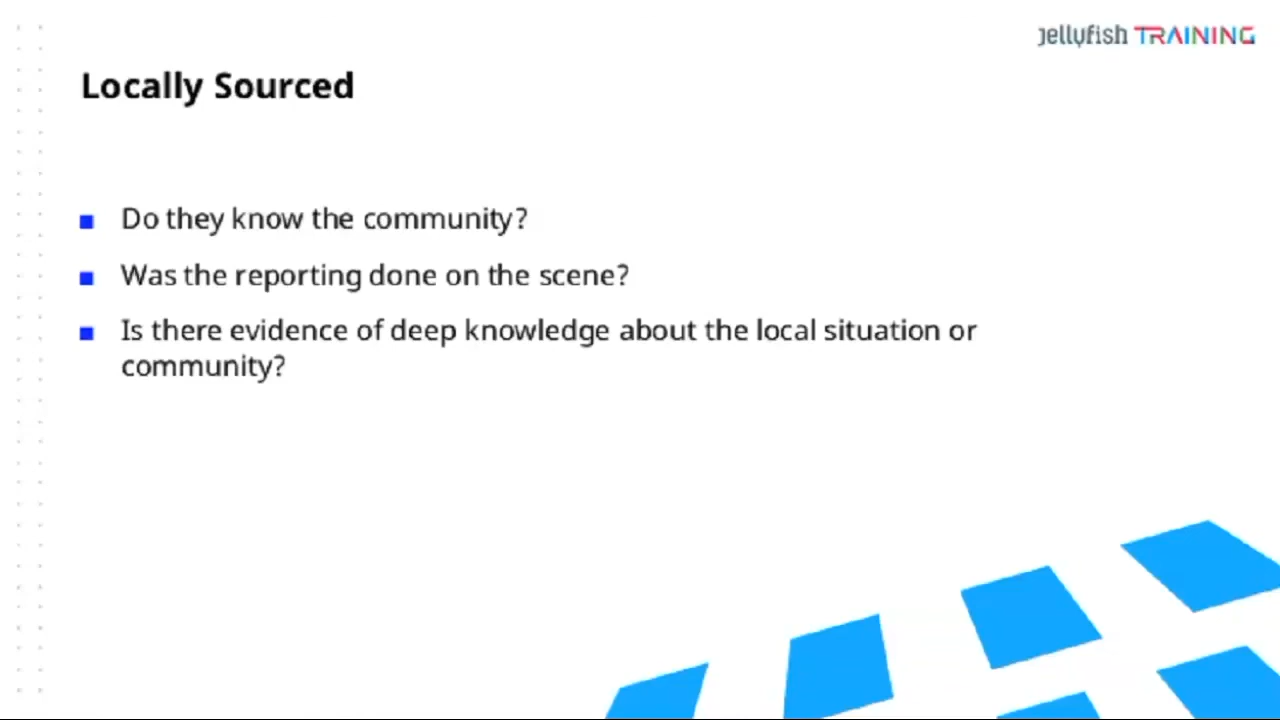 jellyfish TRAINING
Locally Sourced
Do they know the community?
Was the reporting done on the scene?
Is there evidence of deep knowledge about the local situation or
community?